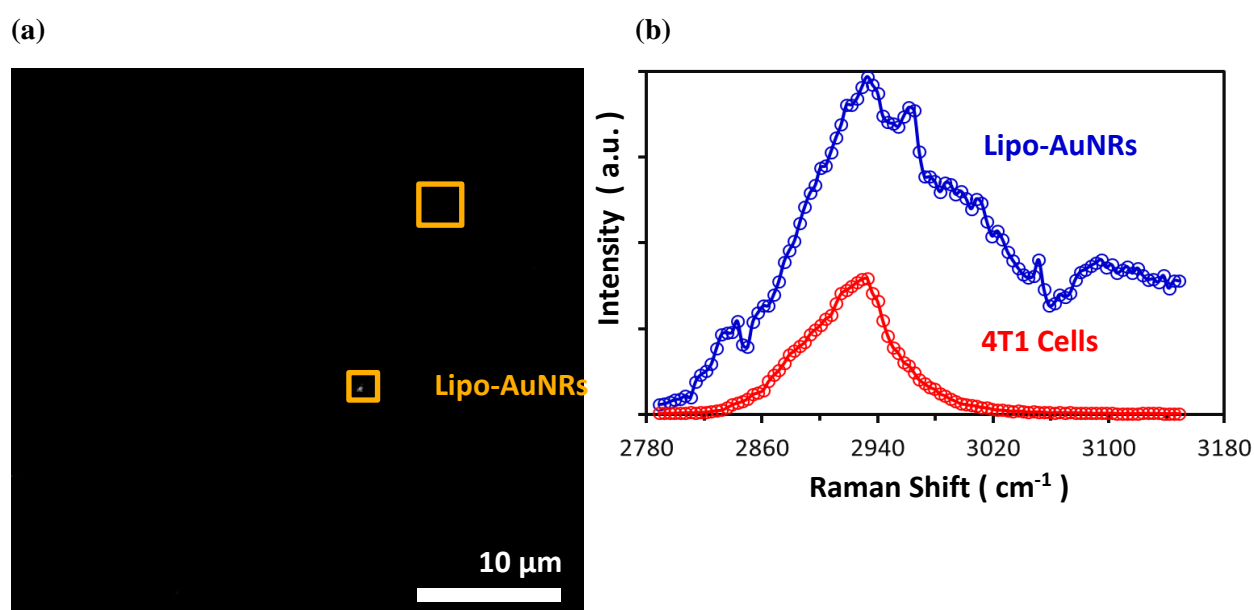 (a)
(b)
Lipo-AuNRs
10 µm
Intensity ( a.u. )
Lipo-AuNRs
4T1 Cells
2780 2860 2940 3020 3100 3180
Raman Shift ( cm-1 )